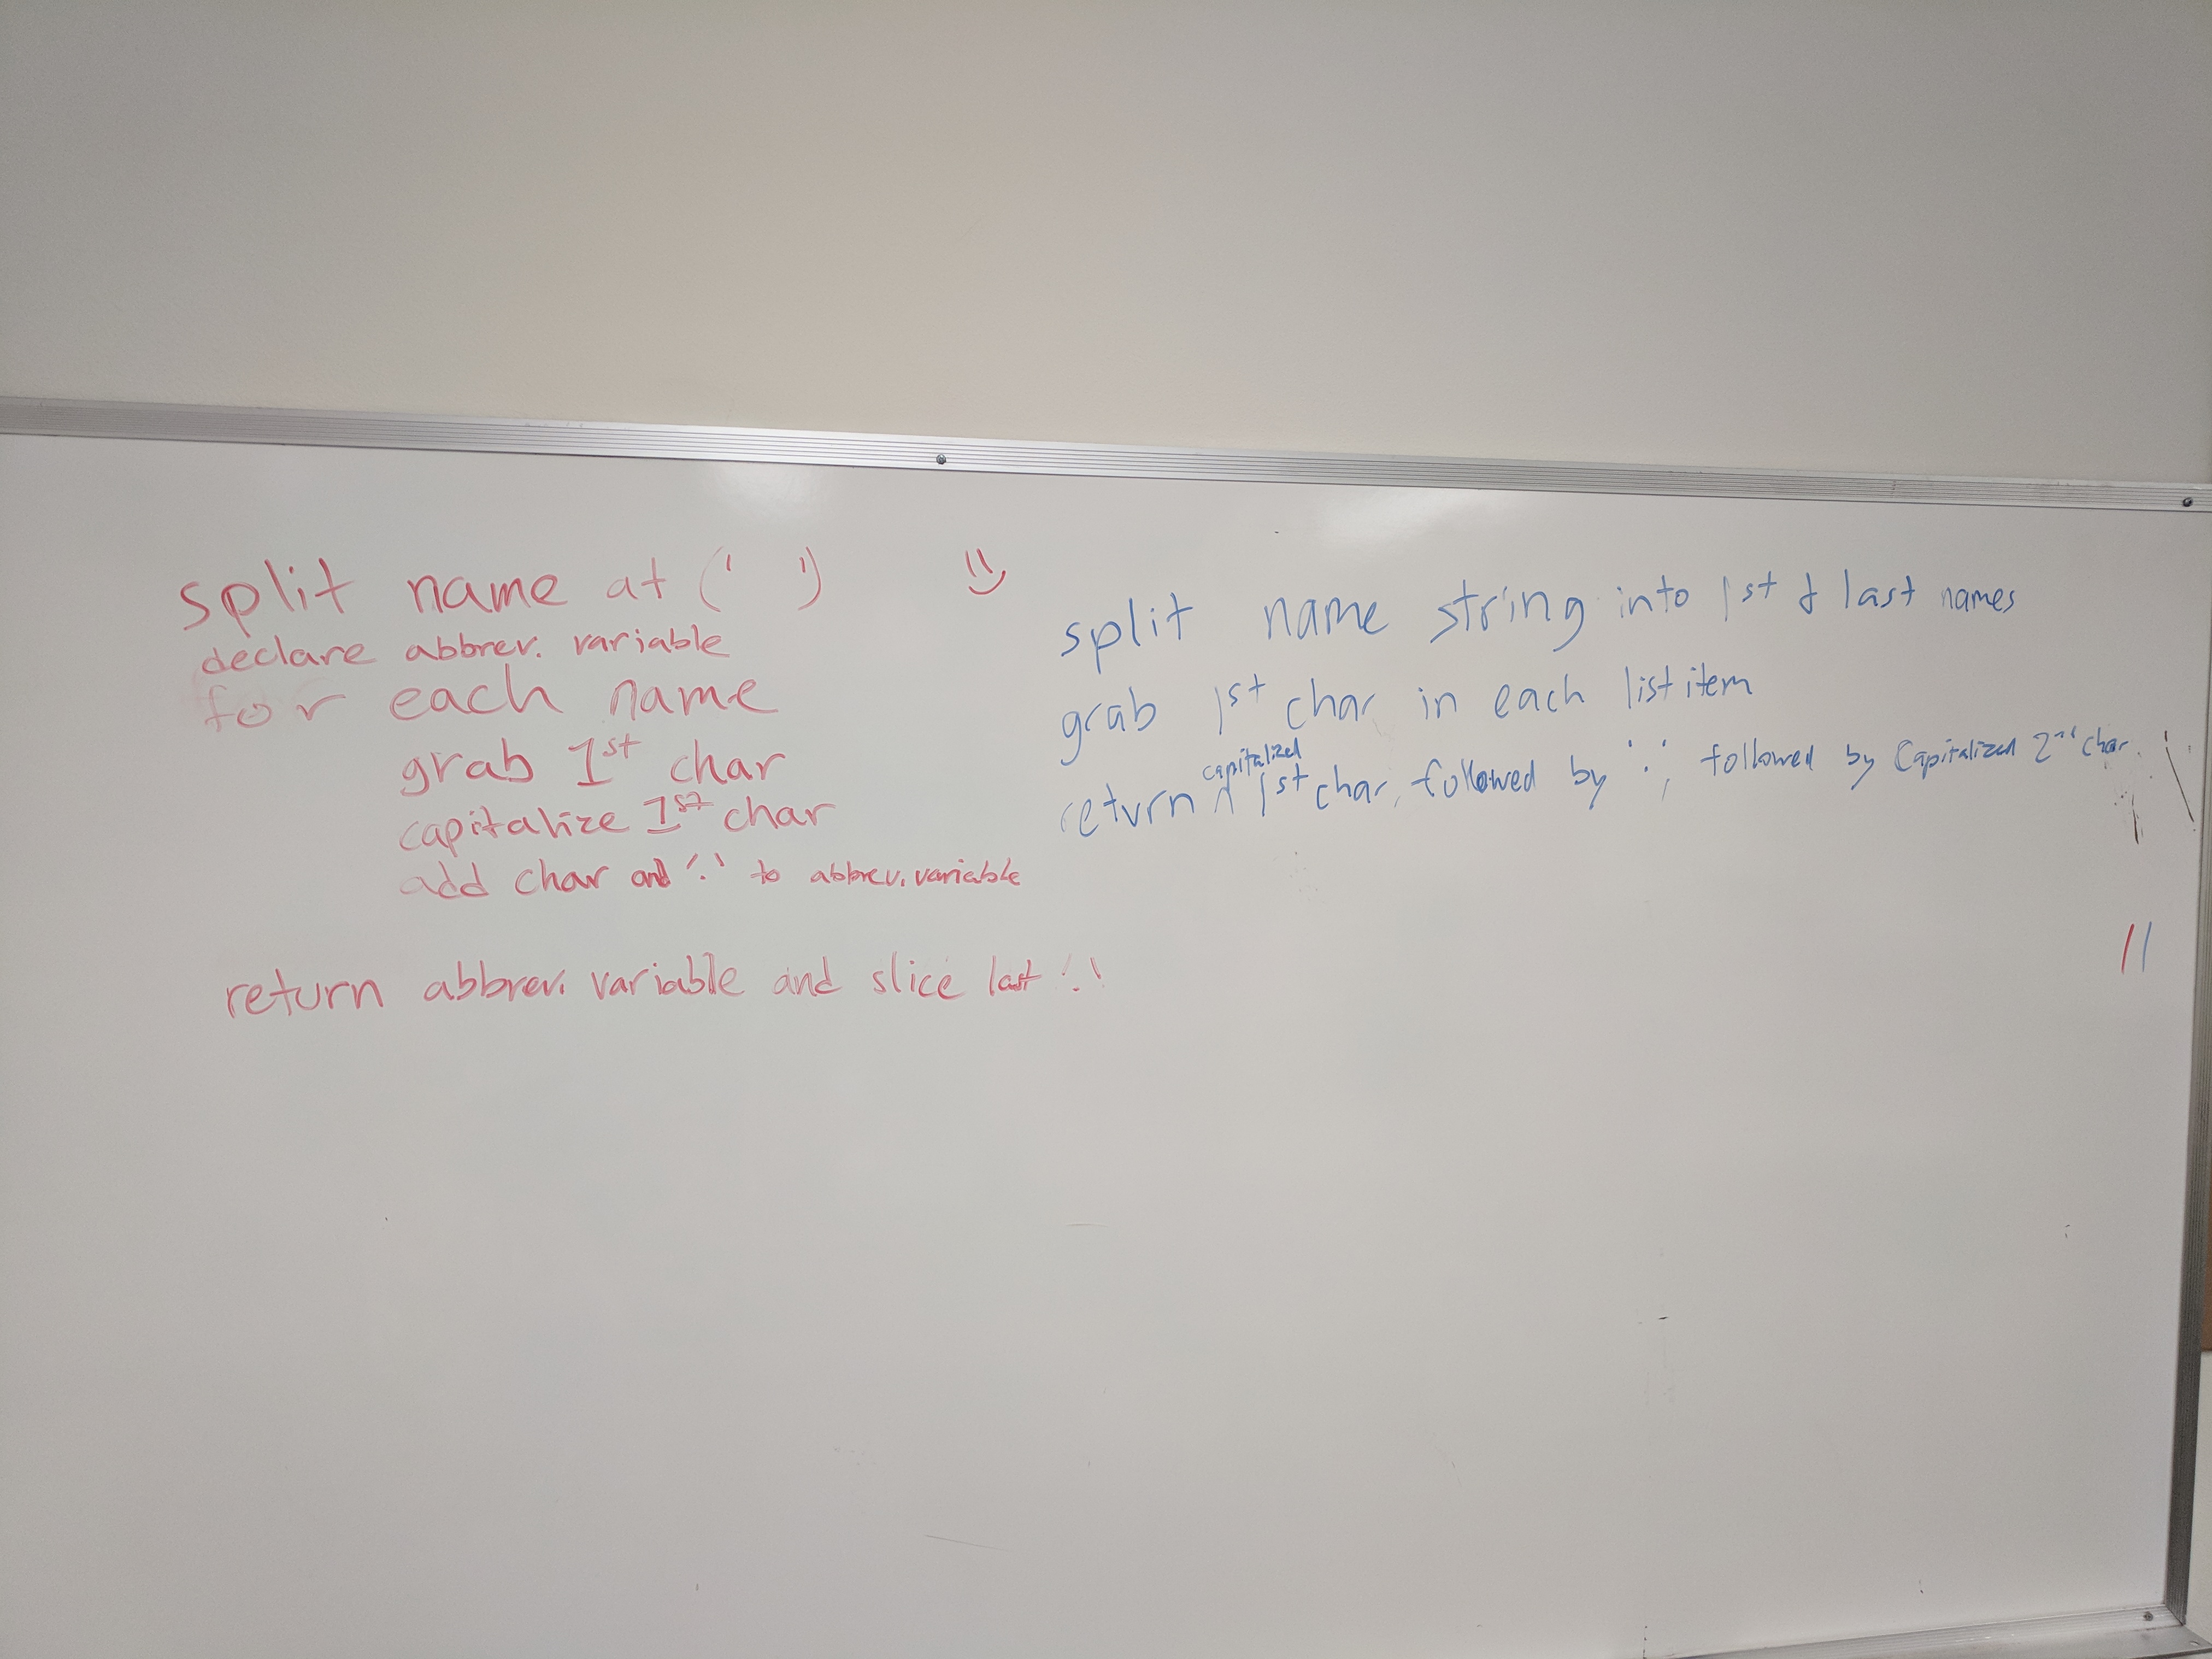 split name at (' ')
declare abbrev. variable
for each name
grab 1st char
capitalize 1st char
add char and '.' to abbrev. variable
return abbrev. variable and slice last '.'
split name string into 1st & last names
grab 1st char in each list item
capitalized
return ^ 1st char, followed by '.', followed by Capitalized 2nd char.